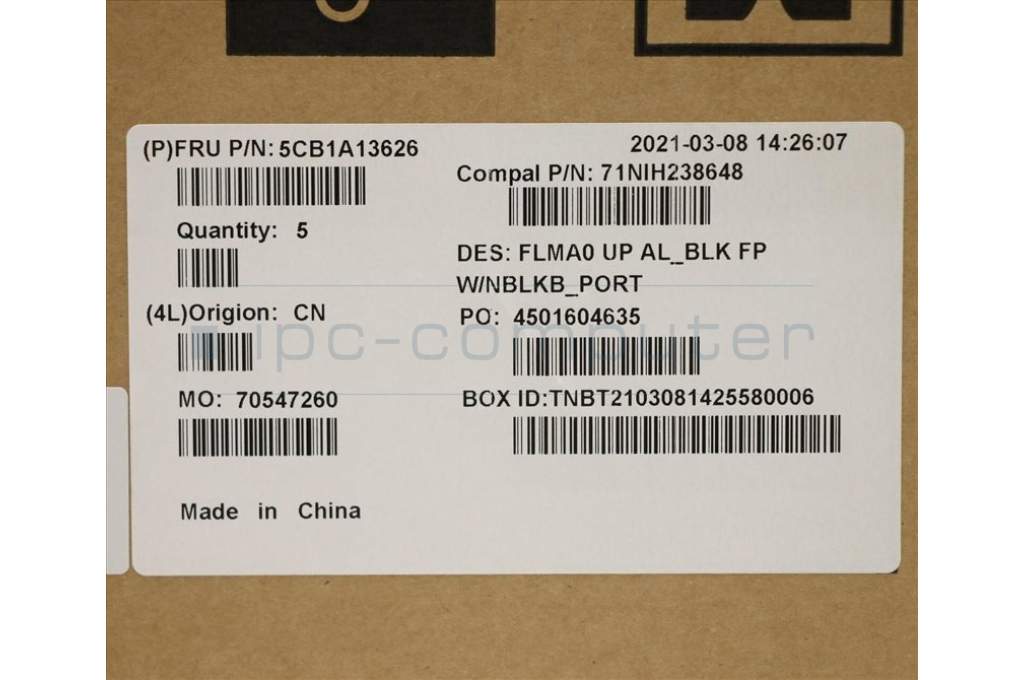 (P)FRU P/N: 5CB1A13626
2021-03-08 14:26:07
Compal P/N: 71NIH238648
Quantity: 5
DES: FLMA0 UP AL_BLK FP
W/NBLKB_PORT
(4L)Origion: CN
PO: 4501604635
ipc-computer
MO: 70547260
BOX ID:TNBT2103081425580006
Made in China